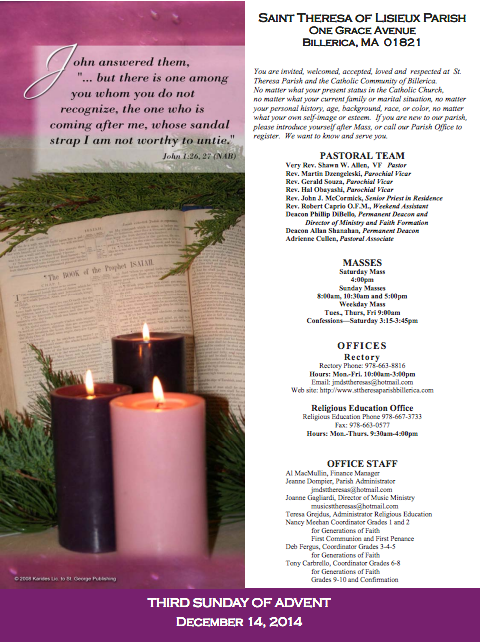 John answered them,
"... but there is one among
you whom you do not
recognize, the one who is
coming after me, whose sandal
strap I am not worthy to untie."
John 1:26, 27 (NAB)
The BOOK of the Prophet ISAIAH.
© 2008 Kandes Lic. to St. George Publishing
SAINT THERESA OF LISIEUX PARISH
ONE GRACE AVENUE
BILLERICA, MA 01821
You are invited, welcomed, accepted, loved and respected at St.
Theresa Parish and the Catholic Community of Billerica.
No matter what your present status in the Catholic Church,
no matter what your current family or marital situation, no matter
your personal history, age, background, race, or color, no matter
what your own self-image or esteem. If you are new to our parish,
please introduce yourself after Mass, or call our Parish Office to
register. We want to know and serve you.
PASTORAL TEAM
Very Rev. Shawn W. Allen, VF Pastor
Rev. Martin Dzengeleski, Parochial Vicar
Rev. Gerald Souza, Parochial Vicar
Rev. Hal Obayashi, Parochial Vicar
Rev. John J. McCormick, Senior Priest in Residence
Rev. Robert Caprio O.F.M., Weekend Assistant
Deacon Phillip DiBello, Permanent Deacon and
Director of Ministry and Faith Formation
Deacon Allan Shanahan, Permanent Deacon
Adrienne Cullen, Pastoral Associate
MASSES
Saturday Mass
4:00pm
Sunday Masses
8:00am, 10:30am and 5:00pm
Weekday Mass
Tues., Thurs, Fri 9:00am
Confessions—Saturday 3:15-3:45pm
OFFICES
Rectory
Rectory Phone: 978-663-8816
Hours: Mon.-Fri. 10:00am-3:00pm
Email: jmdsttheresas@hotmail.com
Web site: http://www.sttheresaparishbillerica.com
Religious Education Office
Religious Education Phone 978-667-3733
Fax: 978-663-0577
Hours: Mon.-Thurs. 9:30am-4:00pm
OFFICE STAFF
Al MacMullin, Finance Manager
Jeanne Dompier, Parish Administrator
jmdsttheresas@hotmail.com
Joanne Gagliardi, Director of Music Ministry
musicsttheresas@hotmail.com
Teresa Grejdus, Administrator Religious Education
Nancy Meehan Coordinator Grades 1 and 2
for Generations of Faith
First Communion and First Penance
Deb Fergus, Coordinator Grades 3-4-5
for Generations of Faith
Tony Carbrollo, Coordinator Grades 6-8
for Generations of Faith
Grades 9-10 and Confirmation
THIRD SUNDAY OF ADVENT
DECEMBER 14, 2014